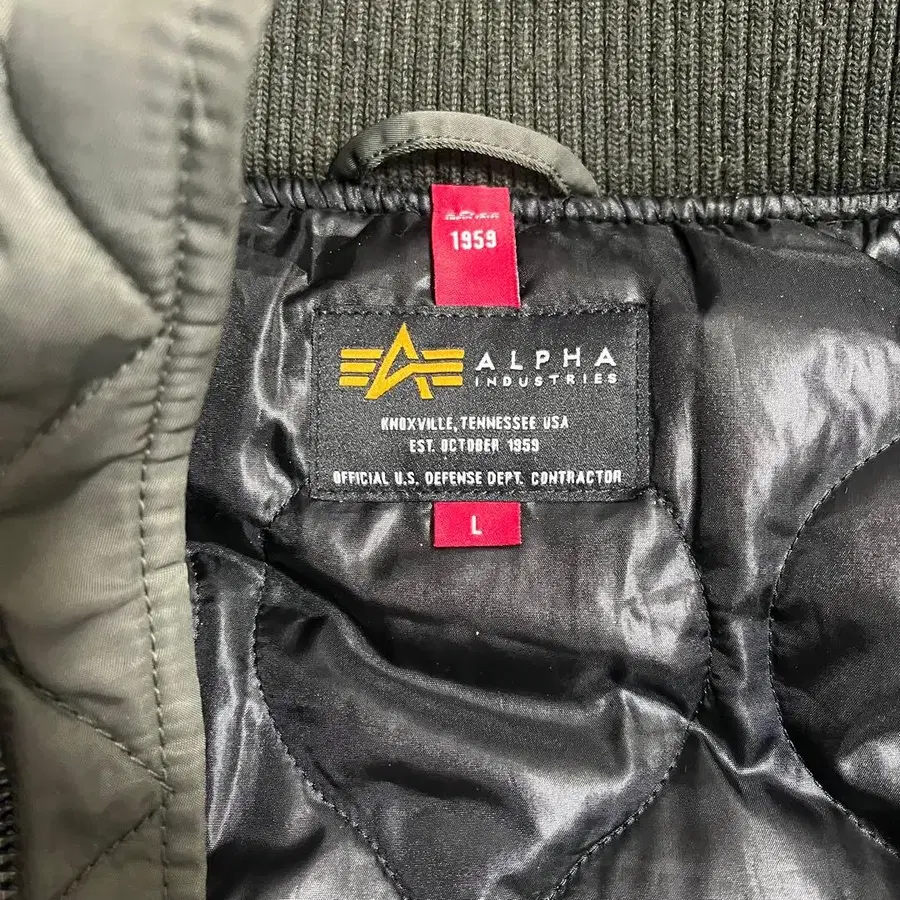 1959
ALPHA
INDUSTRIES
KNOXVILLE, TENNESSEE USA
EST. OCTOBER 1959
OFFICIAL U.S. DEFENSE DEPT. CONTRACTOR
L